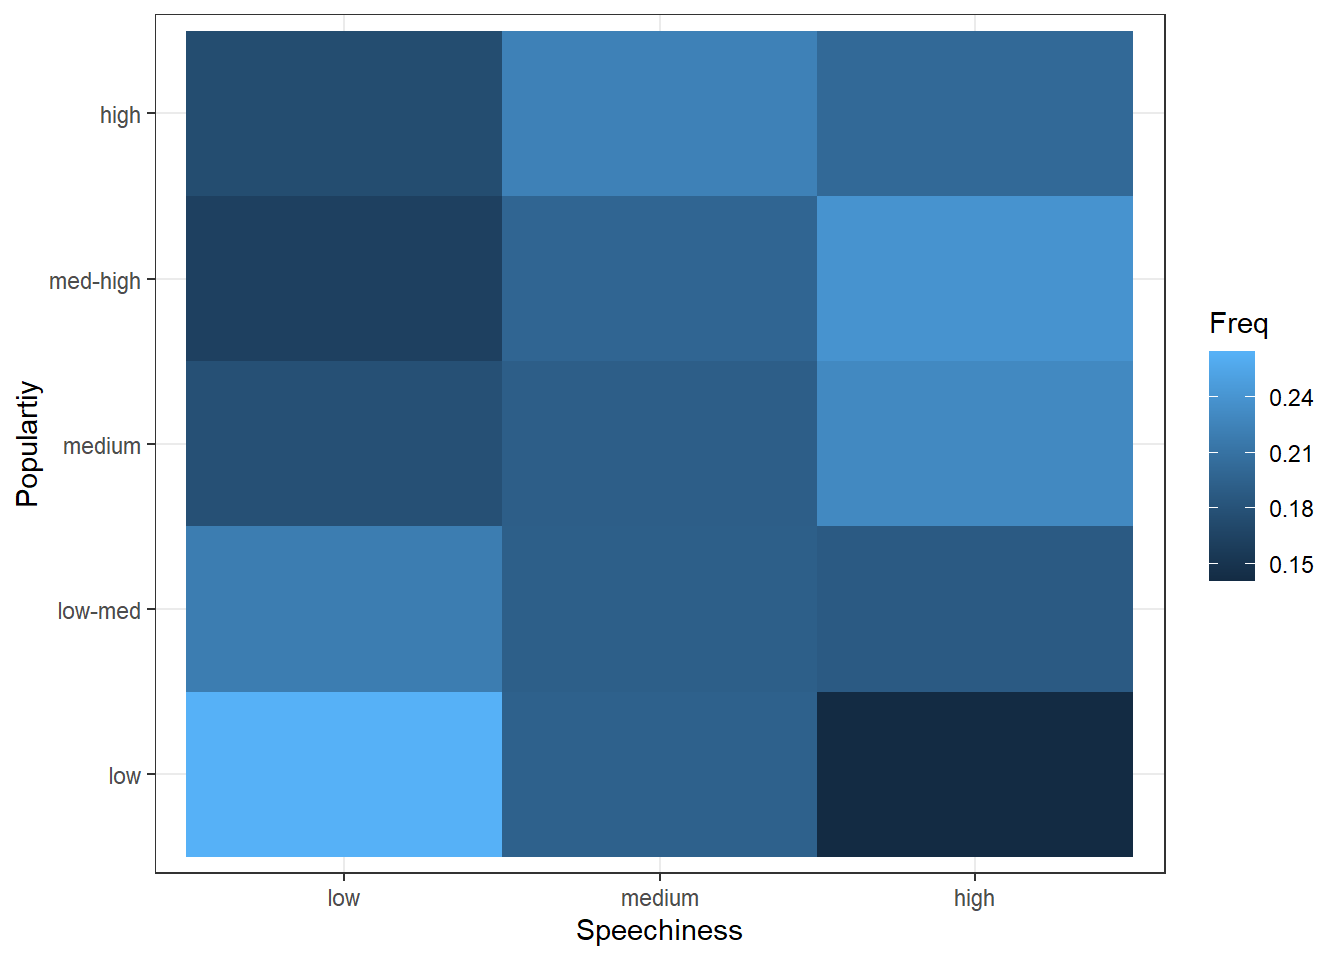 Populartiy
high
med-high
medium
low-med
low
low
medium
high
Speechiness
Freq
0.24
0.21
0.18
0.15